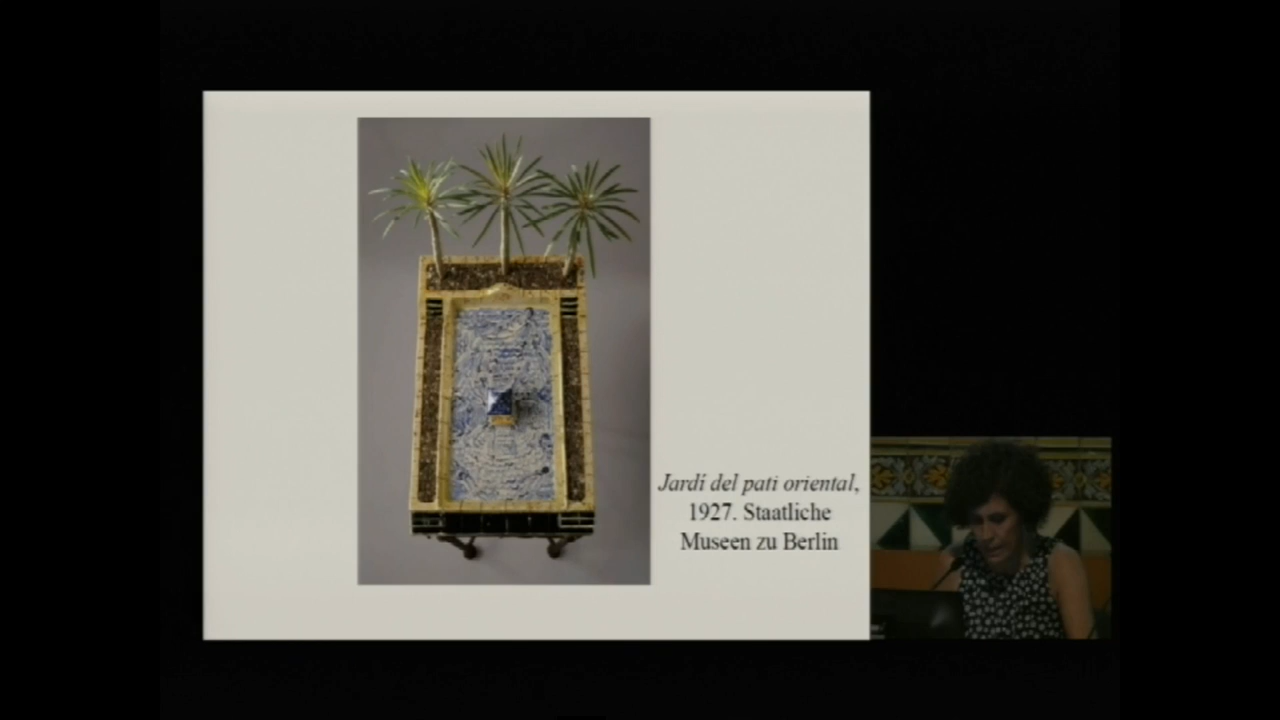 Jardí del pati oriental,
1927. Staatliche
Museen zu Berlin